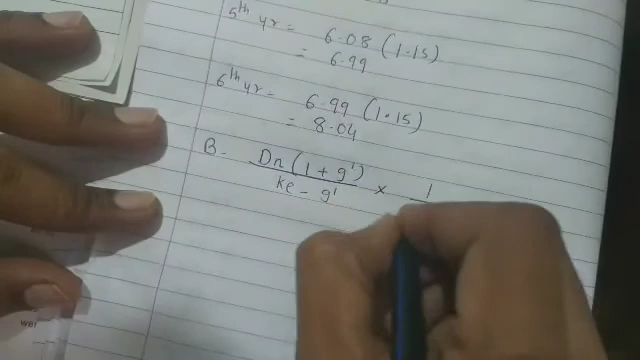 5th yr = 6.08 (1.15)
= 6.99
6th yr = 6.99 (1.15)
= 8.04
B- Dn (1 + g') / ke - g' × 1